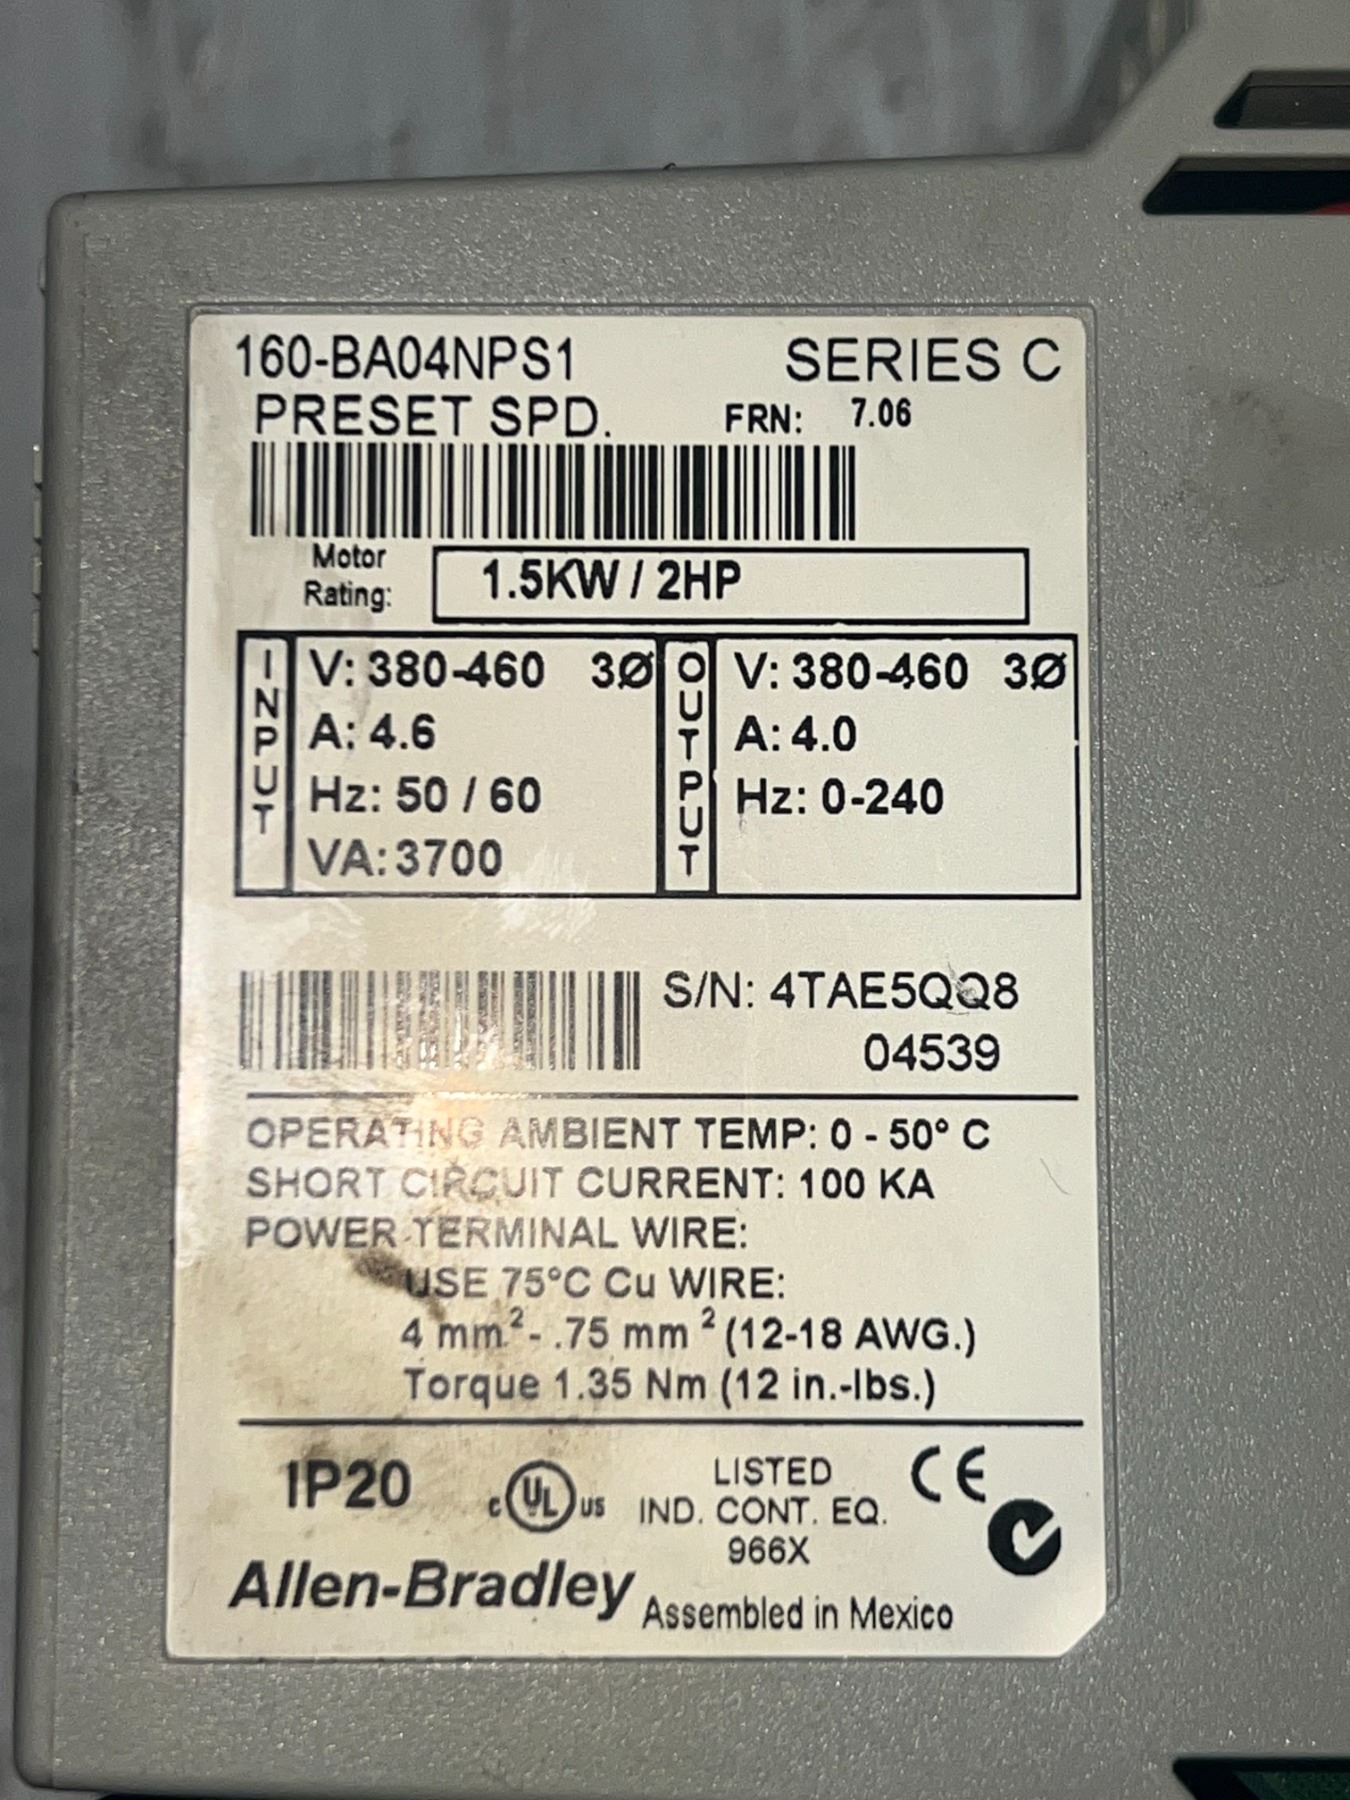 160-BA04NPS1 SERIES C
PRESET SPD. FRN: 7.06
Motor
Rating: 1.5KW / 2HP
INPUT
V: 380-460 3Ø
A: 4.6
Hz: 50 / 60
VA: 3700
OUTPUT
V: 380-460 3Ø
A: 4.0
Hz: 0-240
S/N: 4TAE5QQ8
04539
OPERATING AMBIENT TEMP: 0 - 50° C
SHORT CIRCUIT CURRENT: 100 KA
POWER TERMINAL WIRE:
USE 75°C Cu WIRE:
4 mm² - .75 mm² (12-18 AWG.)
Torque 1.35 Nm (12 in.-lbs.)
IP20 c UL us LISTED CE
IND. CONT. EQ.
966X
Allen-Bradley Assembled in Mexico